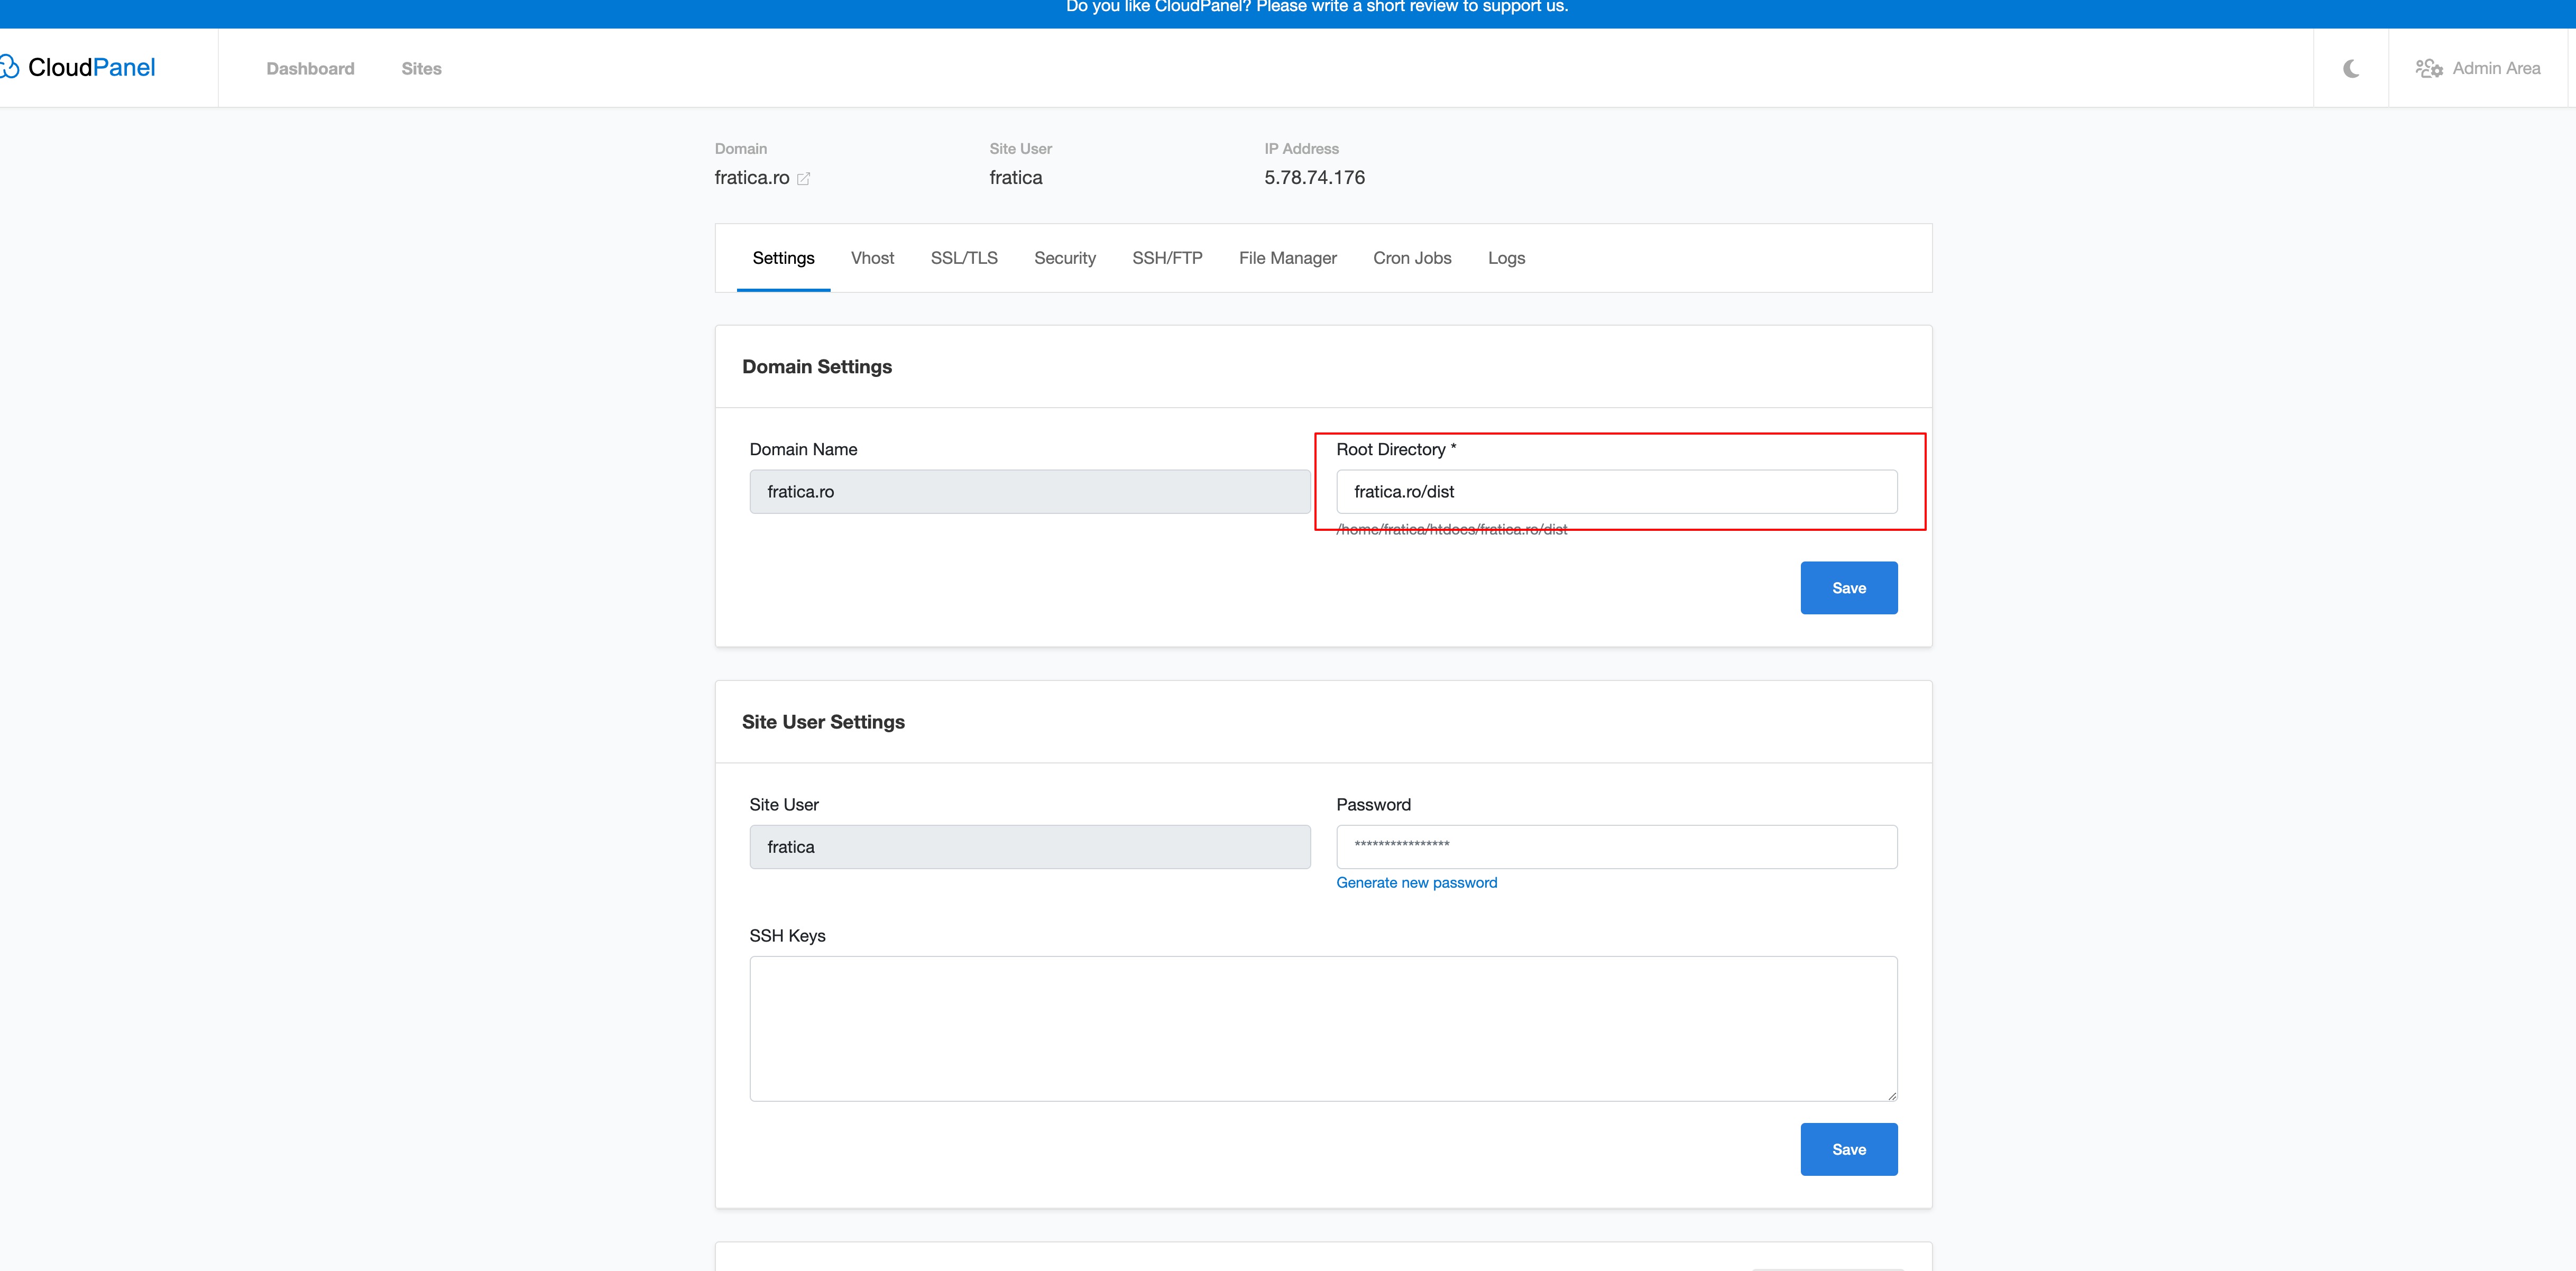 Do you like CloudPanel? Please write a short review to support us.
CloudPanel
Dashboard
Sites
Admin Area
Domain
Site User
IP Address
fratica.ro
fratica
5.78.74.176
Settings
Vhost
SSL/TLS
Security
SSH/FTP
File Manager
Cron Jobs
Logs
Domain Settings
Domain Name
Root Directory *
fratica.ro
fratica.ro/dist
/home/fratica/htdocs/fratica.ro/dist
Save
Site User Settings
Site User
Password
fratica
****************
Generate new password
SSH Keys
Save